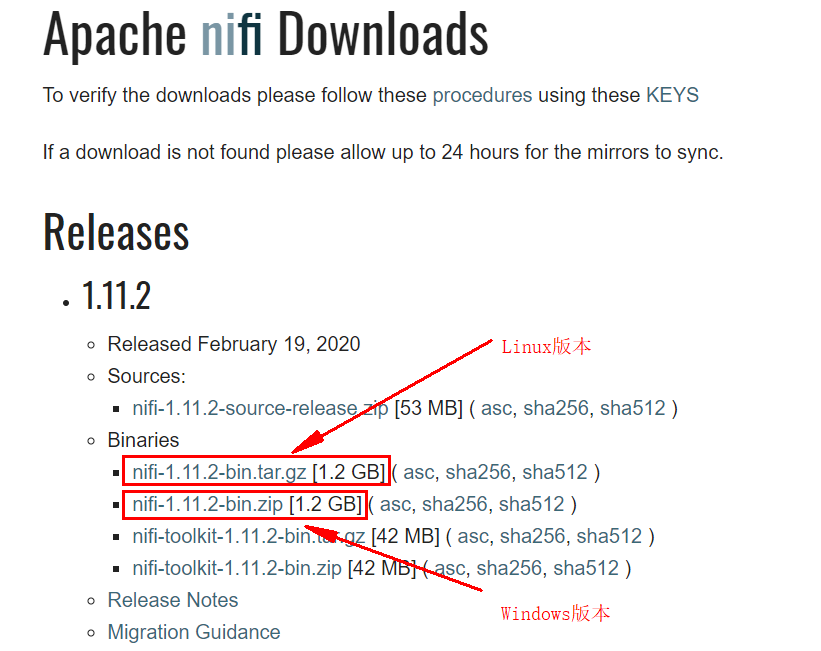 Apache nifi Downloads
To verify the downloads please follow these procedures using these KEYS
If a download is not found please allow up to 24 hours for the mirrors to sync.
Releases
1.11.2
Released February 19, 2020
Linux版本
Sources:
nifi-1.11.2-source-release.zip [53 MB] ( asc, sha256, sha512 )
Binaries
nifi-1.11.2-bin.tar.gz [1.2 GB] ( asc, sha256, sha512 )
nifi-1.11.2-bin.zip [1.2 GB] ( asc, sha256, sha512 )
nifi-toolkit-1.11.2-bin.tar.gz [42 MB] ( asc, sha256, sha512 )
nifi-toolkit-1.11.2-bin.zip [42 MB] ( asc, sha256, sha512 )
Release Notes
Windows版本
Migration Guidance